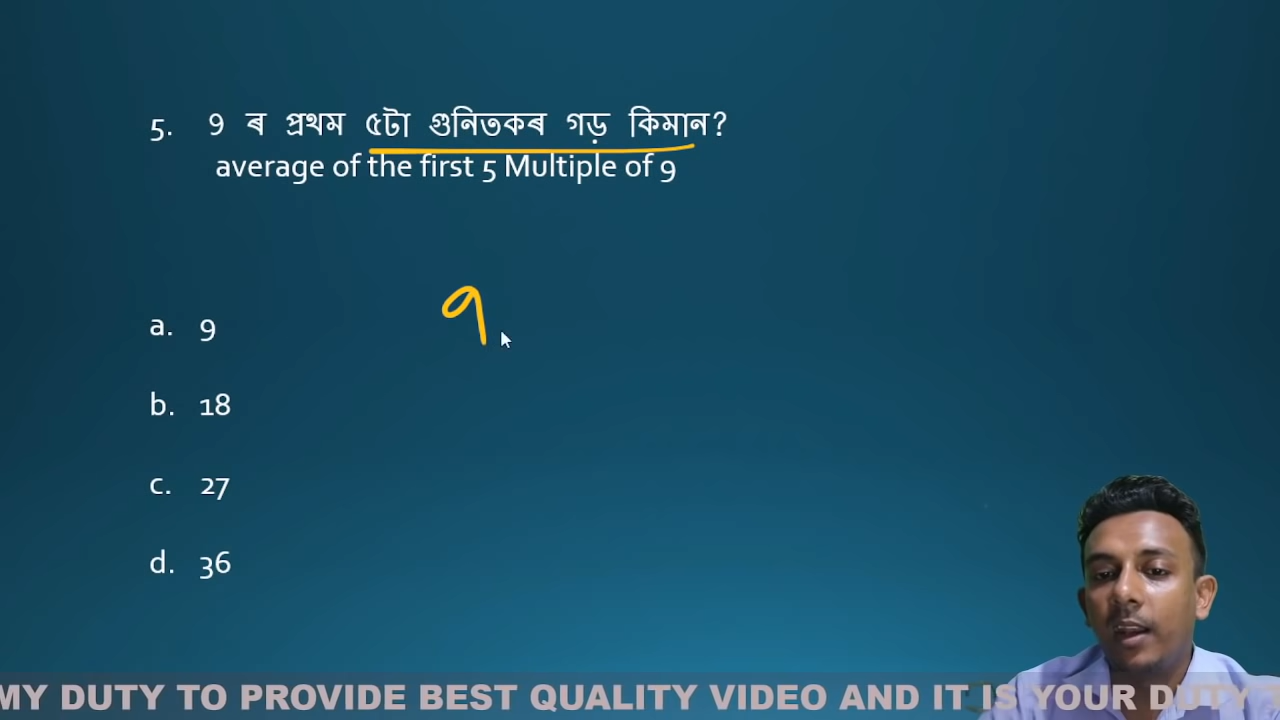 5. 9 ৰ প্ৰথম ৫টা গুনিতকৰ গড় কিমান?
average of the first 5 Multiple of 9
9
a. 9
b. 18
c. 27
d. 36
MY DUTY TO PROVIDE BEST QUALITY VIDEO AND IT IS YOUR DUTY